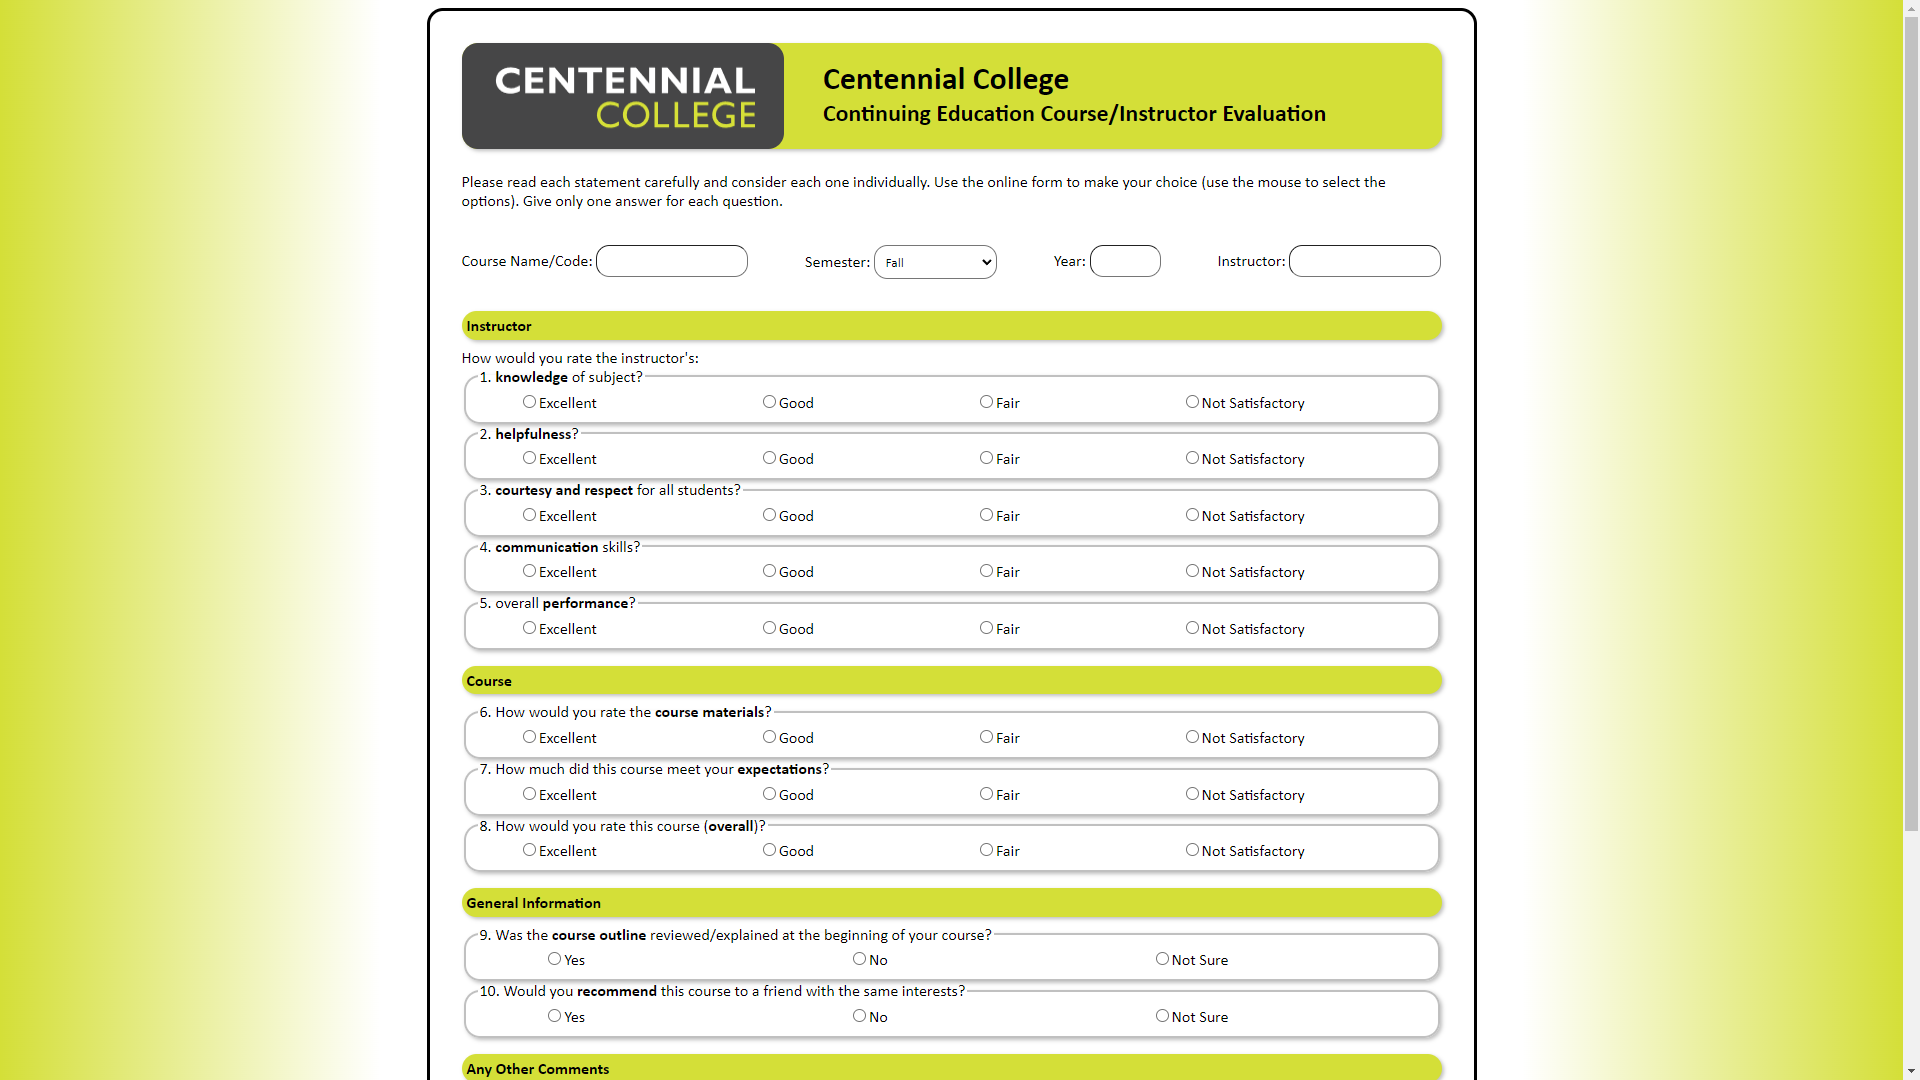 CENTENNIAL
COLLEGE
Centennial College
Continuing Education Course/Instructor Evaluation
Please read each statement carefully and consider each one individually. Use the online form to make your choice (use the mouse to select the
options). Give only one answer for each question.
Course Name/Code: Semester: Fall Year: Instructor:
Instructor
How would you rate the instructor's:
1. knowledge of subject?
Excellent Good Fair Not Satisfactory
2. helpfulness?
Excellent Good Fair Not Satisfactory
3. courtesy and respect for all students?
Excellent Good Fair Not Satisfactory
4. communication skills?
Excellent Good Fair Not Satisfactory
5. overall performance?
Excellent Good Fair Not Satisfactory
Course
6. How would you rate the course materials?
Excellent Good Fair Not Satisfactory
7. How much did this course meet your expectations?
Excellent Good Fair Not Satisfactory
8. How would you rate this course (overall)?
Excellent Good Fair Not Satisfactory
General Information
9. Was the course outline reviewed/explained at the beginning of your course?
Yes No Not Sure
10. Would you recommend this course to a friend with the same interests?
Yes No Not Sure
Any Other Comments